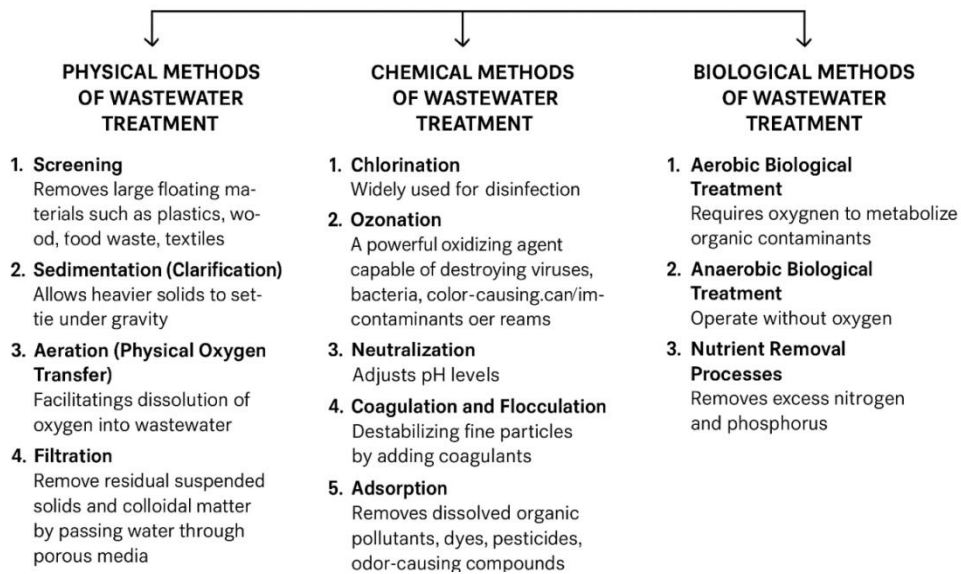 PHYSICAL METHODS
OF WASTEWATER
TREATMENT
1. Screening
Removes large floating ma-
terials such as plastics, wo-
od, food waste, textiles
2. Sedimentation (Clarification)
Allows heavier solids to set-
tie under gravity
3. Aeration (Physical Oxygen
Transfer)
Facilitatings dissolution of
oxygen into wastewater
4. Filtration
Remove residual suspended
solids and colloidal matter
by passing water through
porous media
CHEMICAL METHODS
OF WASTEWATER
TREATMENT
1. Chlorination
Widely used for disinfection
2. Ozonation
A powerful oxidizing agent
capable of destroying viruses,
bacteria, color-causing.can/im-
contaminants oer reams
3. Neutralization
Adjusts pH levels
4. Coagulation and Flocculation
Destabilizing fine particles
by adding coagulants
5. Adsorption
Removes dissolved organic
pollutants, dyes, pesticides,
odor-causing compounds
BIOLOGICAL METHODS
OF WASTEWATER
TREATMENT
1. Aerobic Biological
Treatment
Requires oxygnen to metabolize
organic contaminants
2. Anaerobic Biological
Treatment
Operate without oxygen
3. Nutrient Removal
Processes
Removes excess nitrogen
and phosphorus